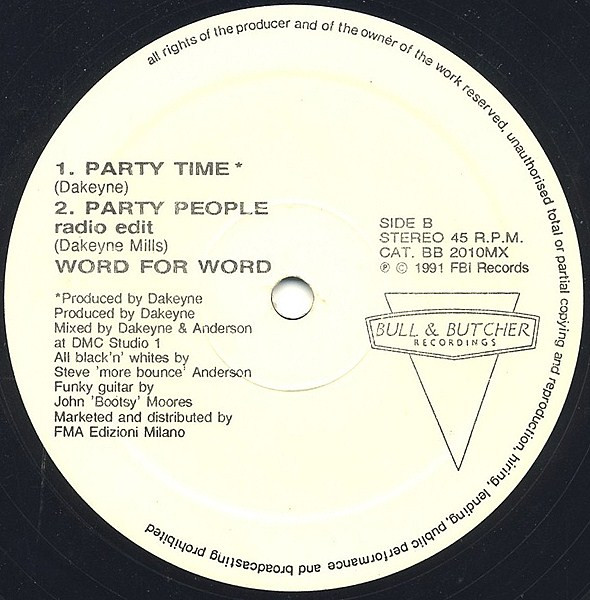 all rights of the producer and of the owner of the work reserved, unauthorised total or partial copying and reproduction, hiring, lending, public performance and broadcasting prohibited
1. PARTY TIME*
(Dakeyne)
2. PARTY PEOPLE
radio edit
(Dakeyne Mills)
WORD FOR WORD
SIDE B
STEREO 45 R.P.M.
CAT. BB 2010MX
℗ © 1991 FBi Records
*Produced by Dakeyne
Produced by Dakeyne
Mixed by Dakeyne & Anderson
at DMC Studio 1
All black'n' whites by
Steve 'more bounce' Anderson
Funky guitar by
John 'Bootsy' Moores
Marketed and distributed by
FMA Edizioni Milano
BULL & BUTCHER
RECORDINGS